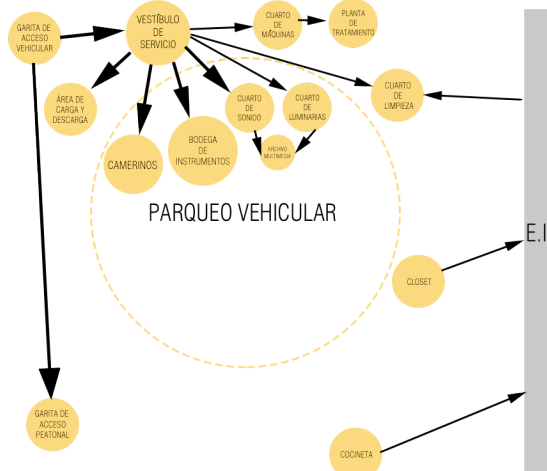 GARITA DE
ACCESO
VEHICULAR
VESTÍBULO
DE
SERVICIO
CUARTO
DE
MÁQUINAS
PLANTA
DE
TRATAMIENTO
ÁREA DE
CARGA Y
DESCARGA
CAMERINOS
BODEGA
DE
INSTRUMENTOS
CUARTO
DE
SONIDO
CUARTO
DE
LUMINARIAS
ARCHIVO
MULTIMEDIA
CUARTO
DE
LIMPIEZA
PARQUEO VEHICULAR
E.I
CLOSET
GARITA DE
ACCESO
PEATONAL
COCINETA